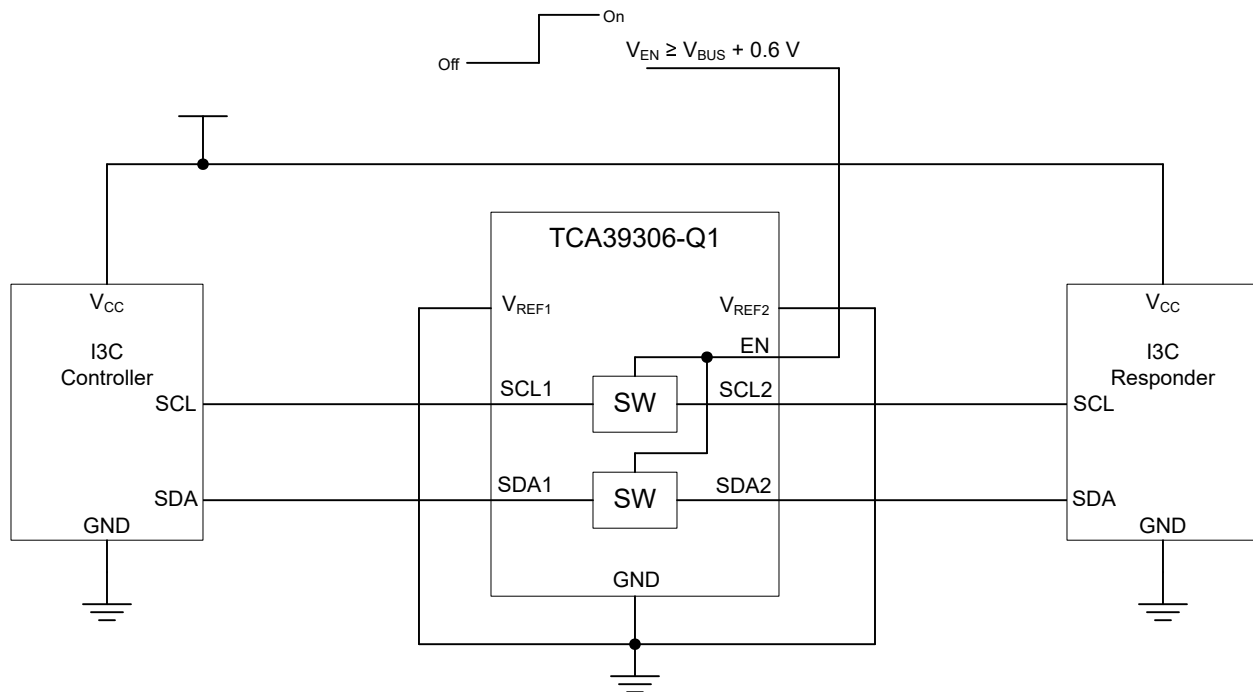 On
Off
V_EN ≥ V_BUS + 0.6 V
TCA39306-Q1
V_CC
I3C
Controller
SCL
SDA
GND
V_REF1
V_REF2
EN
SCL1
SW
SCL2
SDA1
SW
SDA2
GND
V_CC
I3C
Responder
SCL
SDA
GND